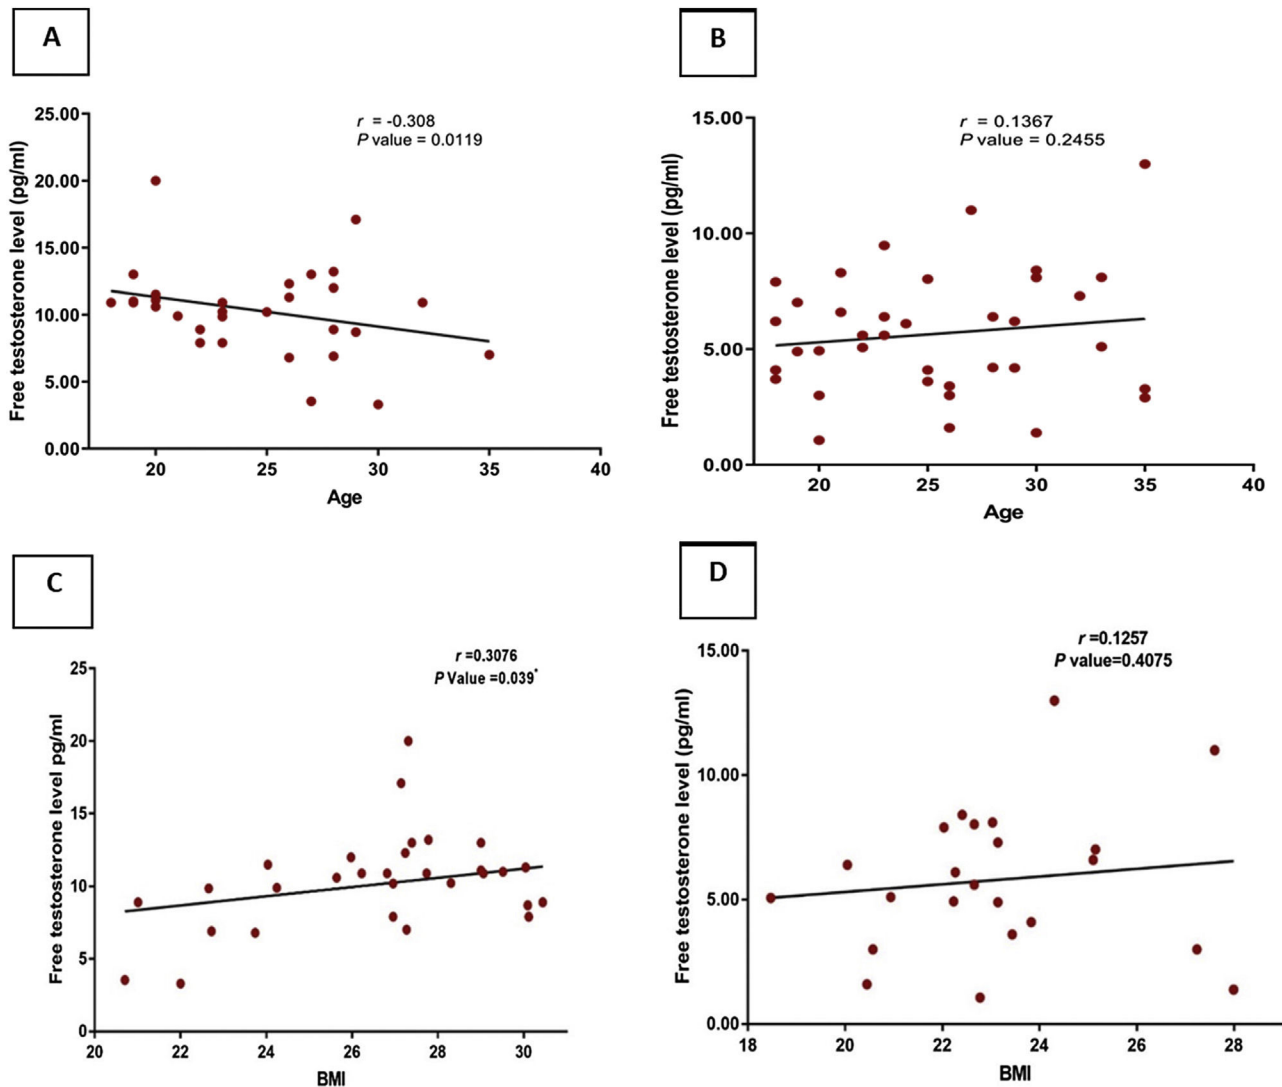 A
r = -0.308
P value = 0.0119
Free testosterone level (pg/ml)
25.00
20.00
15.00
10.00
5.00
0.00
20 25 30 35 40
Age
B
r = 0.1367
P value = 0.2455
Free testosterone level (pg/ml)
15.00
10.00
5.00
0.00
20 25 30 35 40
Age
C
r =0.3076
P Value =0.039*
Free testosterone level pg/ml
25
20
15
10
5
0
20 22 24 26 28 30
BMI
D
r=0.1257
P value=0.4075
Free testosterone level (pg/ml)
15.00
10.00
5.00
0.00
18 20 22 24 26 28
BMI